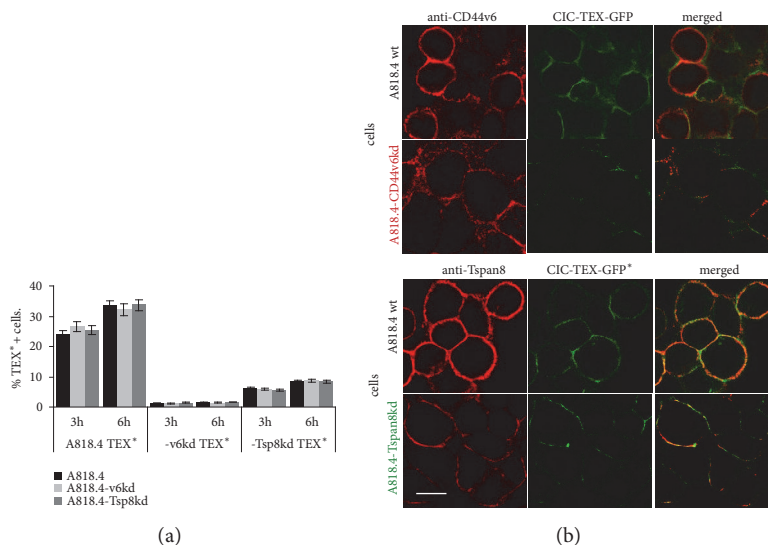 anti-CD44v6 CIC-TEX-GFP merged
A818.4 wt
cells
A818.4-CD44v6kd
anti-Tspan8 CIC-TEX-GFP* merged
A818.4 wt
cells
A818.4-Tspan8kd
% TEX* + cells.
40
30
20
10
0
3h 6h 3h 6h 3h 6h
A818.4 TEX* -v6kd TEX* -Tsp8kd TEX*
A818.4
A818.4-v6kd
A818.4-Tsp8kd
(a) (b)